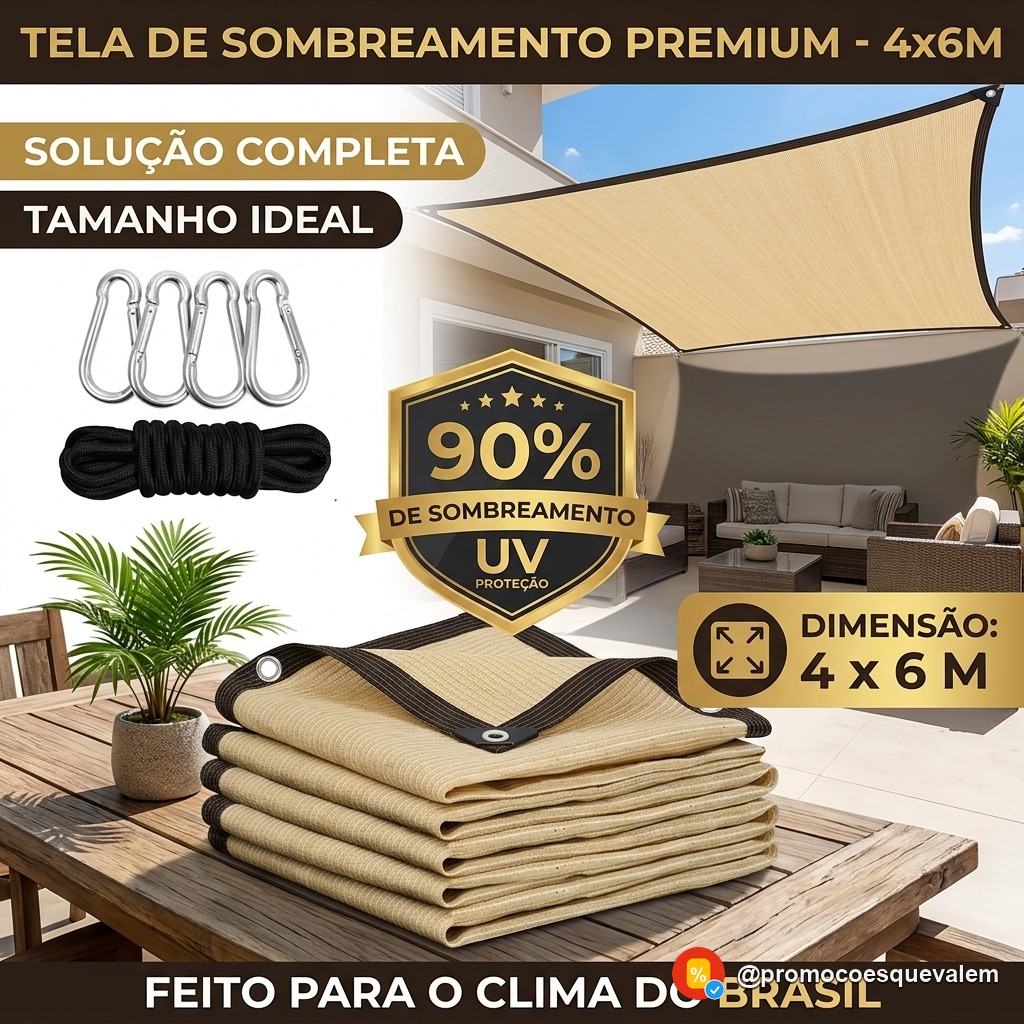 TELA DE SOMBREAMENTO PREMIUM - 4x6M
SOLUÇÃO COMPLETA
TAMANHO IDEAL
90%
DE SOMBREAMENTO
UV
PROTEÇÃO
DIMENSÃO:
4 x 6 M
FEITO PARA O CLIMA DO BRASIL
% @promocoesquevalem